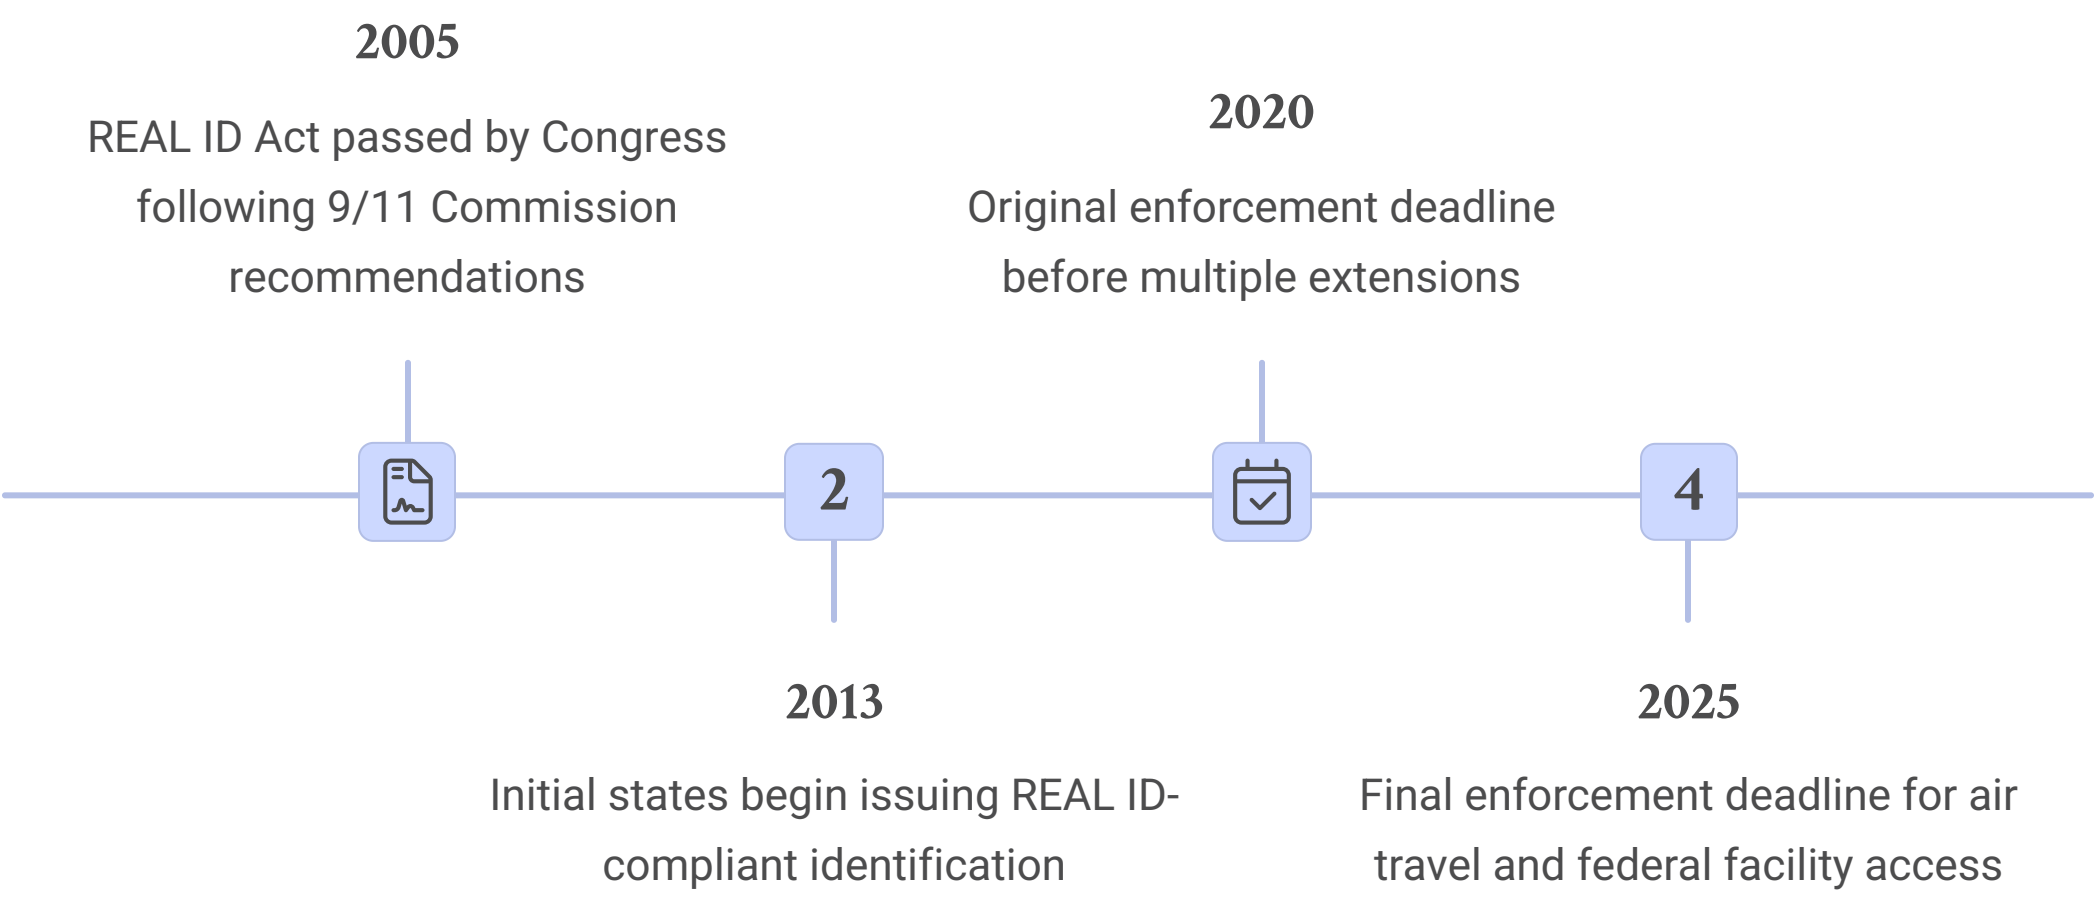 2005
REAL ID Act passed by Congress
following 9/11 Commission
recommendations
2020
Original enforcement deadline
before multiple extensions
2
4
2013
Initial states begin issuing REAL ID-
compliant identification
2025
Final enforcement deadline for air
travel and federal facility access